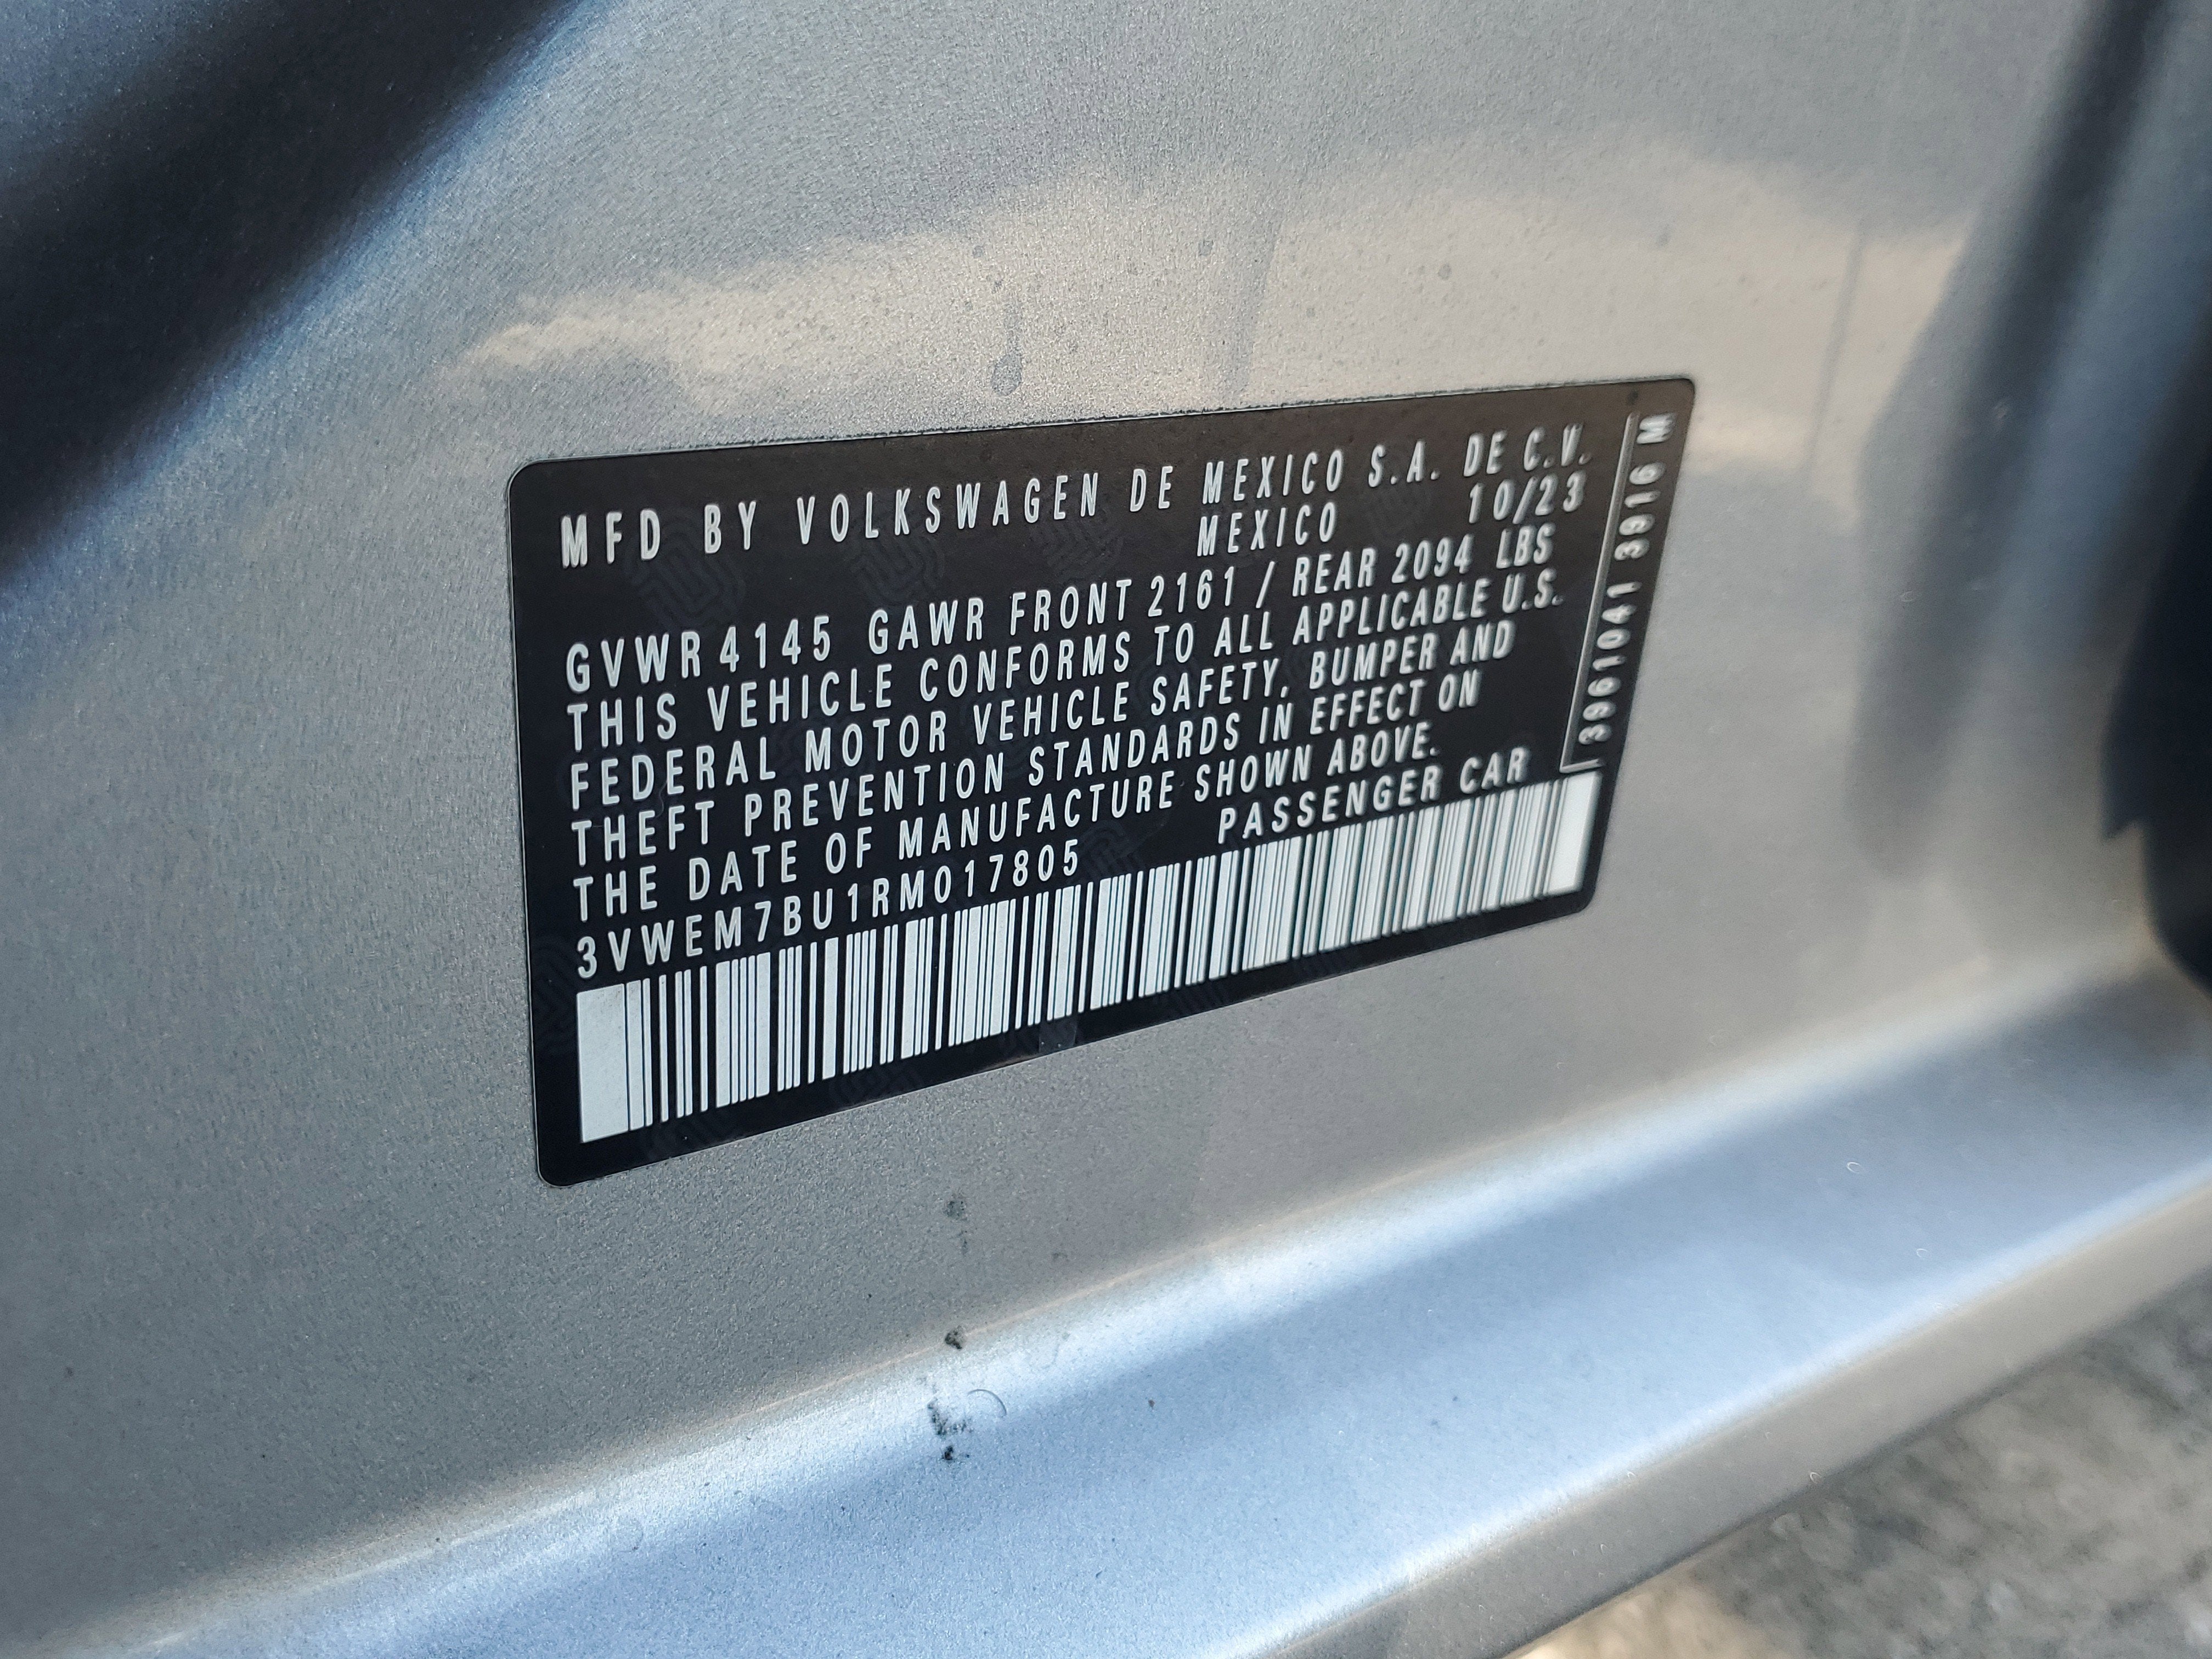 MFD BY VOLKSWAGEN DE MEXICO S.A. DE C.V.
MEXICO 10/23
GVWR 4145 GAWR FRONT 2161 / REAR 2094 LBS
THIS VEHICLE CONFORMS TO ALL APPLICABLE U.S.
FEDERAL MOTOR VEHICLE SAFETY, BUMPER AND
THEFT PREVENTION STANDARDS IN EFFECT ON
THE DATE OF MANUFACTURE SHOWN ABOVE.
3VWEM7BU1RM017805 PASSENGER CAR
3961041 3916 M